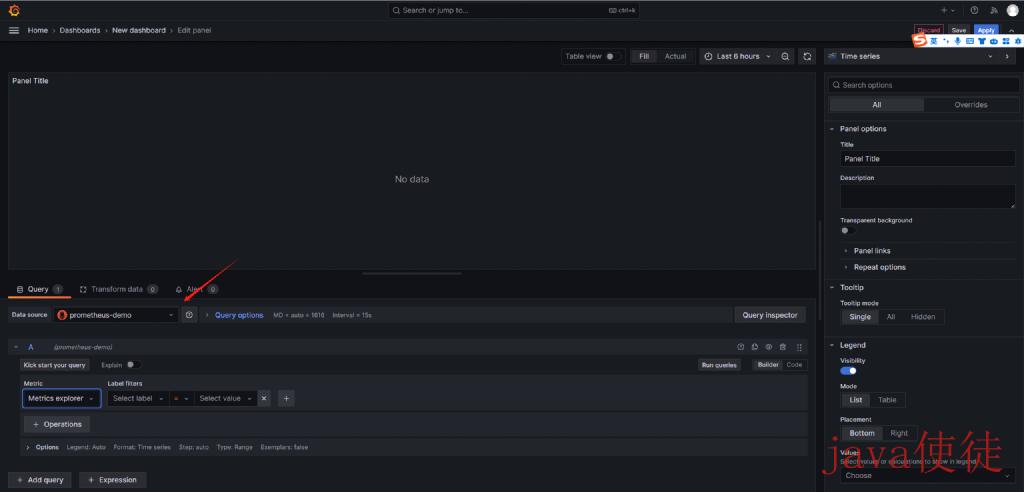 Search or jump to...
ctrl+k
Home › Dashboards › New dashboard › Edit panel
Discard Save Apply
英
Table view Fill Actual Last 6 hours
Time series
Panel Title
Search options
All Overrides
No data
Panel options
Title
Panel Title
Description
Transparent background
Panel links
Repeat options
Query 1 Transform data 0 Alert 0
Data source prometheus-demo Query options MD = auto = 1616 Interval = 15s Query inspector
Tooltip
Tooltip mode
Single All Hidden
A (prometheus-demo)
Kick start your query Explain Run queries Builder Code
Metric Label filters
Metrics explorer Select label = Select value
+ Operations
Options Legend: Auto Format: Time series Step: auto Type: Range Exemplars: false
+ Add query + Expression
Legend
Visibility
Mode
List Table
Placement
Bottom Right
Values
Select values or calculations to show in legend
Choose
java使徒